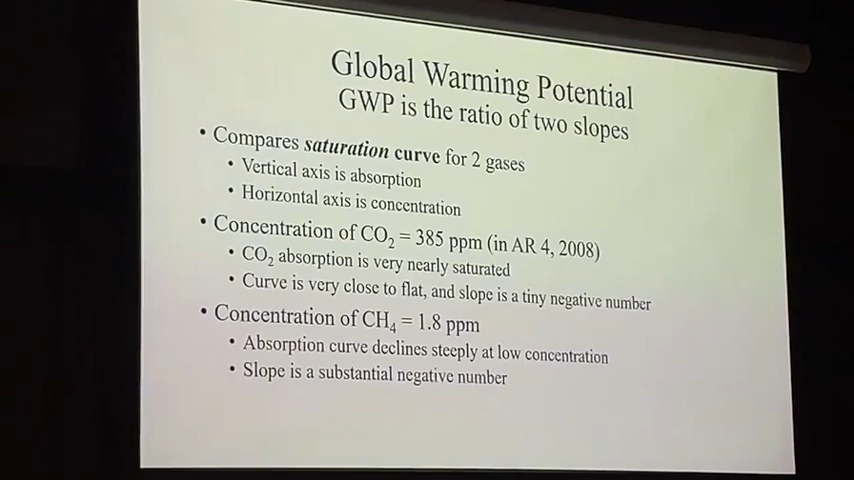 Global Warming Potential
GWP is the ratio of two slopes
• Compares saturation curve for 2 gases
• Vertical axis is absorption
• Horizontal axis is concentration
• Concentration of CO₂ = 385 ppm (in AR 4, 2008)
• CO₂ absorption is very nearly saturated
• Curve is very close to flat, and slope is a tiny negative number
• Concentration of CH₄ = 1.8 ppm
• Absorption curve declines steeply at low concentration
• Slope is a substantial negative number